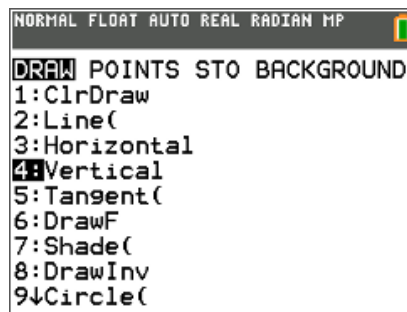 NORMAL FLOAT AUTO REAL RADIAN MP
DRAW POINTS STO BACKGROUND
1:ClrDraw
2:Line(
3:Horizontal
4:Vertical
5:Tangent(
6:DrawF
7:Shade(
8:DrawInv
9↓Circle(